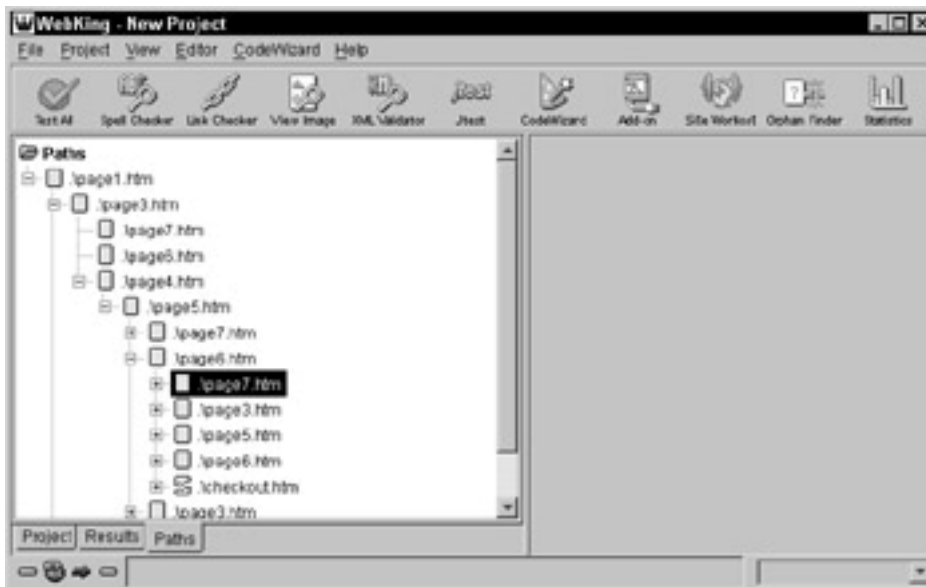 WebKing - New Project
File Project View Editor CodeWizard Help
Test All Spell Checker Link Checker View Image XML Validator Jtest CodeWizard Add-on Site Workout Orphan Finder Statistics
Paths
.\page1.htm
.\page3.htm
.\page7.htm
.\page6.htm
.\page4.htm
.\page5.htm
.\page7.htm
.\page6.htm
.\page7.htm
.\page3.htm
.\page5.htm
.\page6.htm
.\checkout.htm
.\page3.htm
Project Results Paths